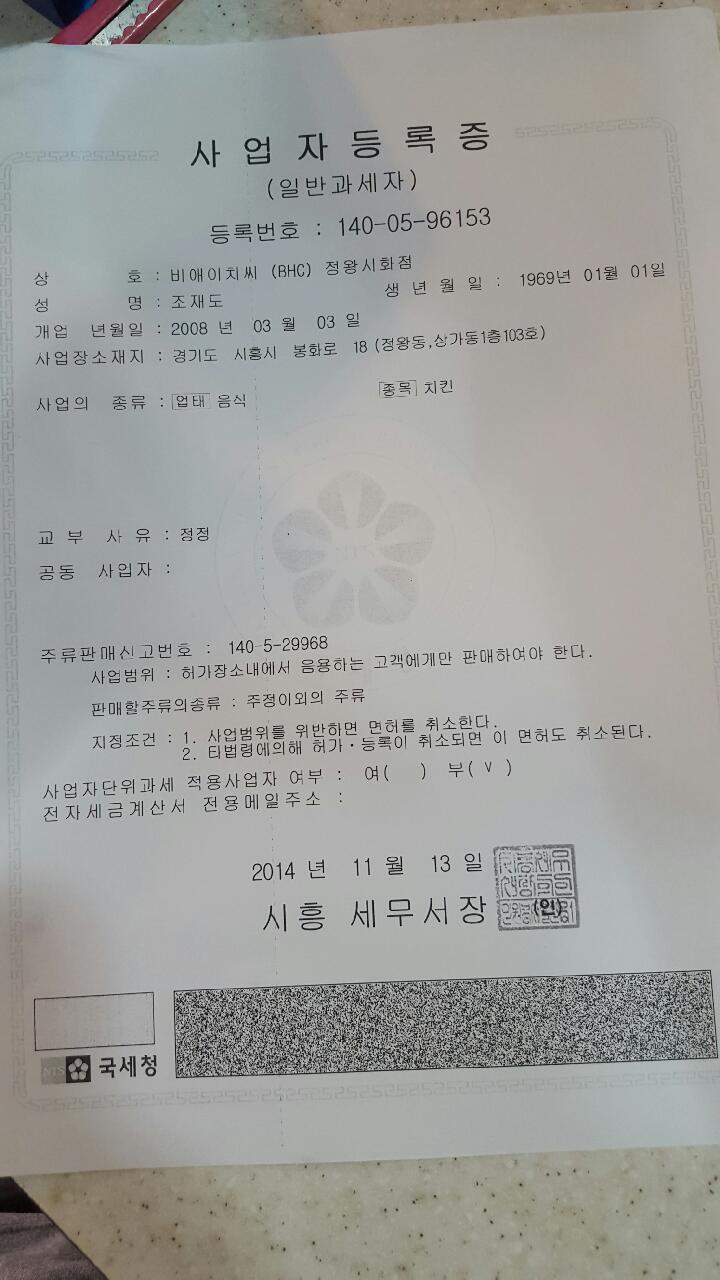 사업자등록증
(일반과세자)
등록번호 : 140-05-96153
상 호 : 비애이치씨 (BHC) 정왕시화점
성 명 : 조재도 생 년 월 일 : 1969년 01월 01일
개업 년월일 : 2008 년 03 월 03 일
사업장소재지 : 경기도 시흥시 봉화로 18 (정왕동,상가동1층103호)
사업의 종류 : 업태 음식 종목 치킨
교 부 사 유 : 정정
공동 사업자 :
주류판매신고번호 : 140-5-29968
사업범위 : 허가장소내에서 음용하는 고객에게만 판매하여야 한다.
판매할주류의종류 : 주정이외의 주류
지정조건 : 1. 사업범위를 위반하면 면허를 취소한다.
2. 타법령에의해 허가·등록이 취소되면 이 면허도 취소된다.
사업자단위과세 적용사업자 여부 : 여( ) 부( v )
전자세금계산서 전용메일주소 :
2014 년 11 월 13 일
시흥 세무서장 (인)
NTS 국세청